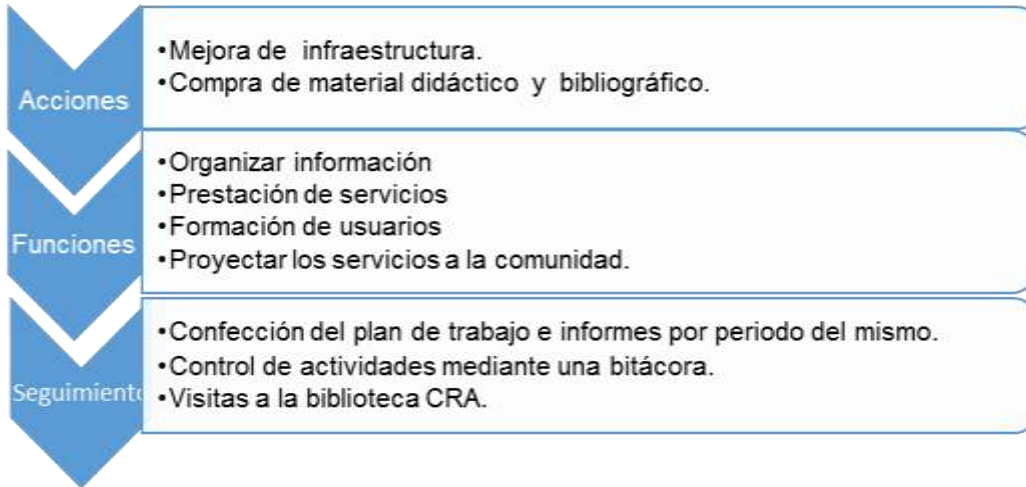 Acciones
•Mejora de infraestructura.
•Compra de material didáctico y bibliográfico.
Funciones
•Organizar información
•Prestación de servicios
•Formación de usuarios
•Proyectar los servicios a la comunidad.
Seguimiento
•Confección del plan de trabajo e informes por periodo del mismo.
•Control de actividades mediante una bitácora.
•Visitas a la biblioteca CRA.